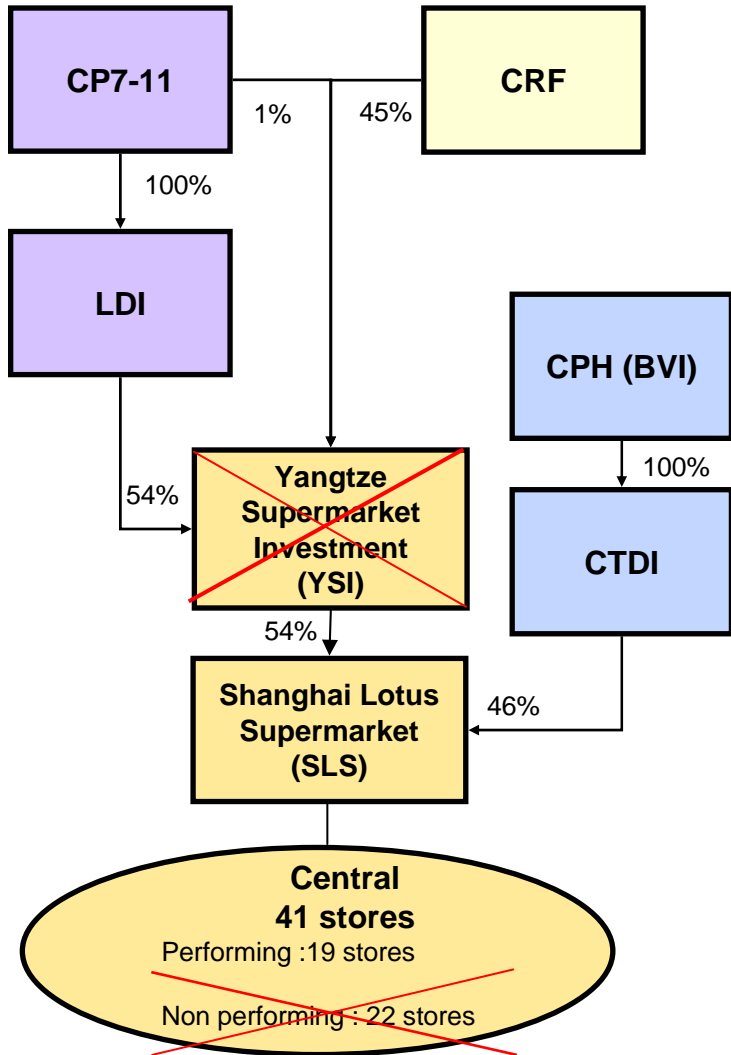 CP7-11
CRF
1%
45%
100%
LDI
CPH (BVI)
100%
54%
Yangtze
Supermarket
Investment
(YSI)
CTDI
54%
Shanghai Lotus
Supermarket
(SLS)
46%
Central
41 stores
Performing :19 stores
Non performing : 22 stores